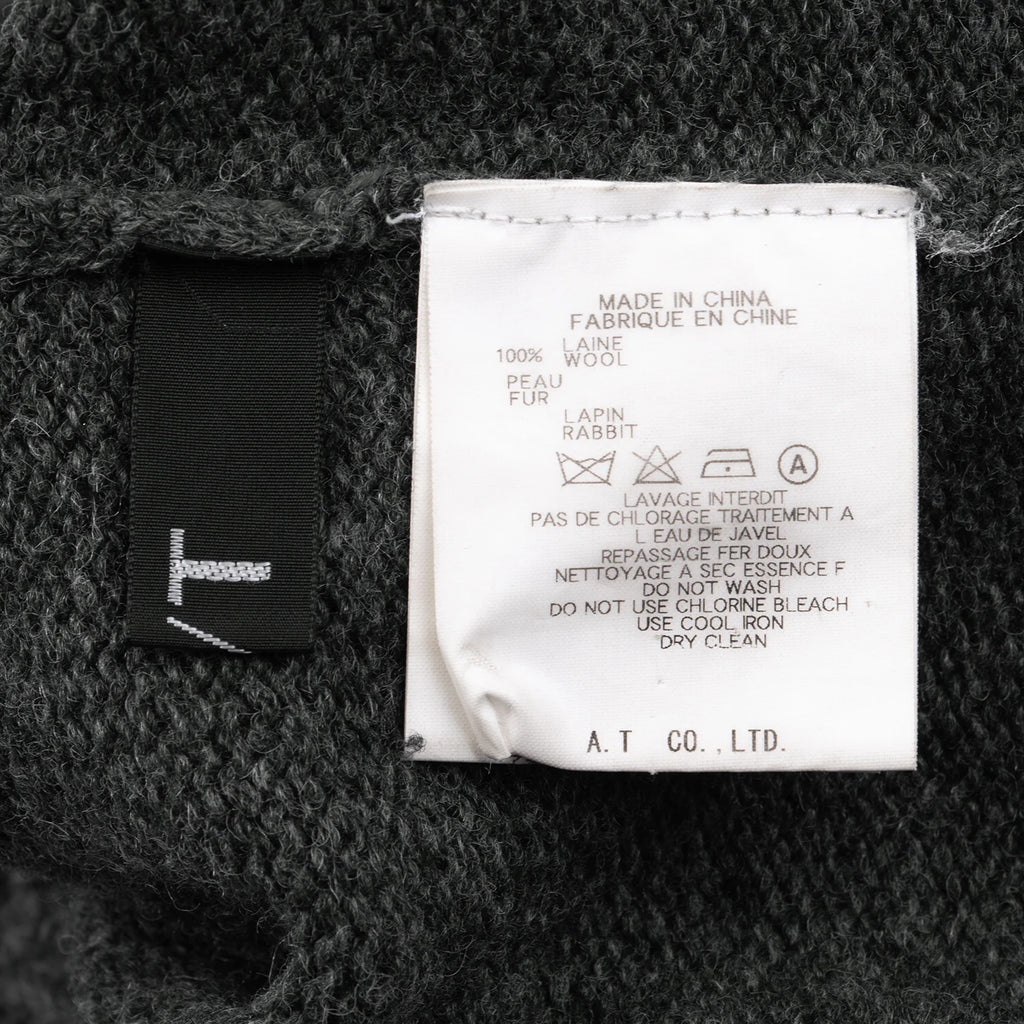 MADE IN CHINA
FABRIQUE EN CHINE
100% LAINE
WOOL
PEAU
FUR
LAPIN
RABBIT
A
LAVAGE INTERDIT
PAS DE CHLORAGE TRAITEMENT A
L EAU DE JAVEL
REPASSAGE FER DOUX
NETTOYAGE A SEC ESSENCE F
DO NOT WASH
DO NOT USE CHLORINE BLEACH
USE COOL IRON
DRY CLEAN
A.T CO.,LTD.